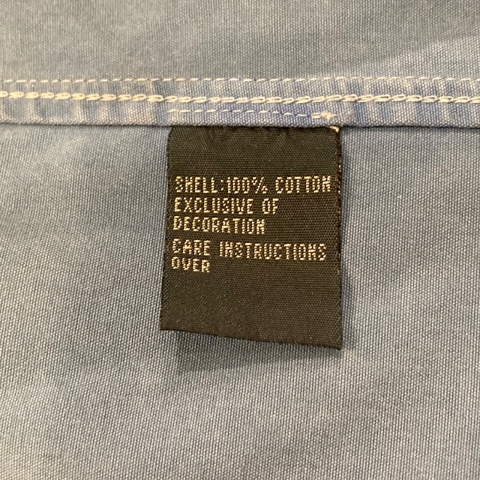 SHELL:100% COTTON
EXCLUSIVE OF
DECORATION
CARE INSTRUCTIONS
OVER